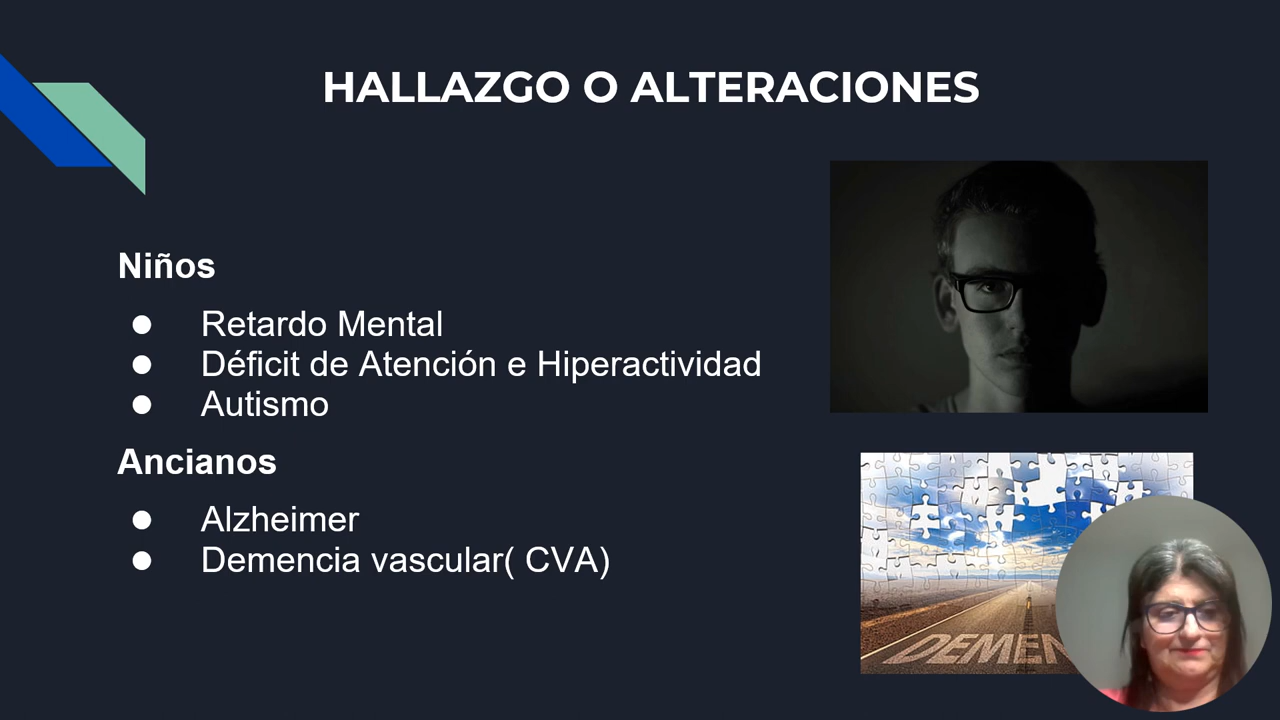 HALLAZGO O ALTERACIONES
Niños
● Retardo Mental
● Déficit de Atención e Hiperactividad
● Autismo
Ancianos
● Alzheimer
● Demencia vascular( CVA)